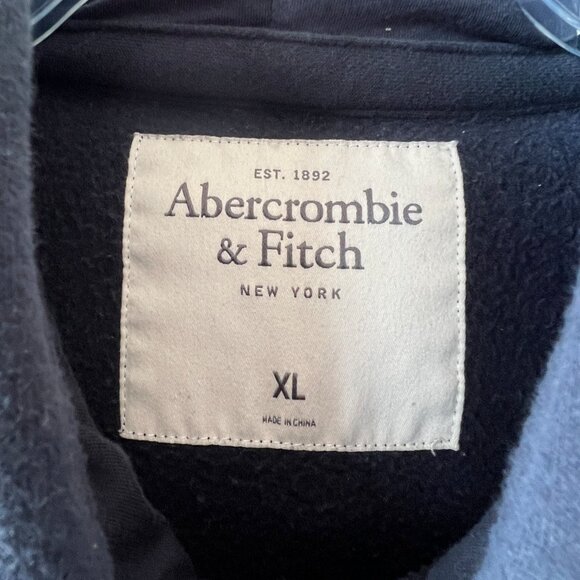 EST. 1892
Abercrombie
& Fitch
NEW YORK
XL
MADE IN CHINA